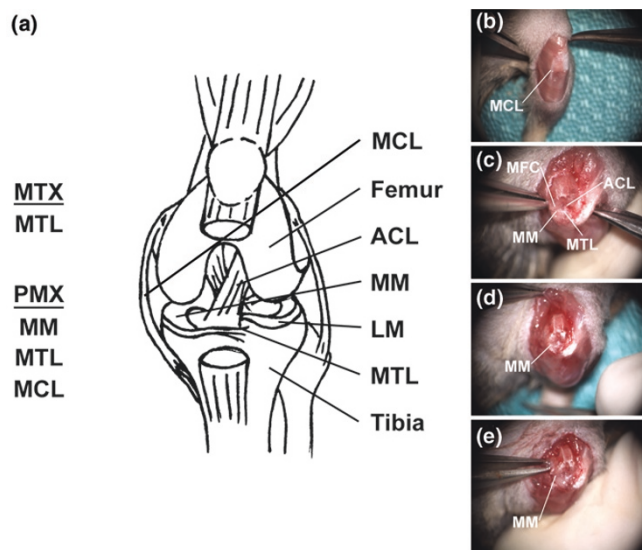 (a)
MTX
MTL
PMX
MM
MTL
MCL
MCL
Femur
ACL
MM
LM
MTL
Tibia
(b)
MCL
(c)
MFC
ACL
MM
MTL
(d)
MM
(e)
MM